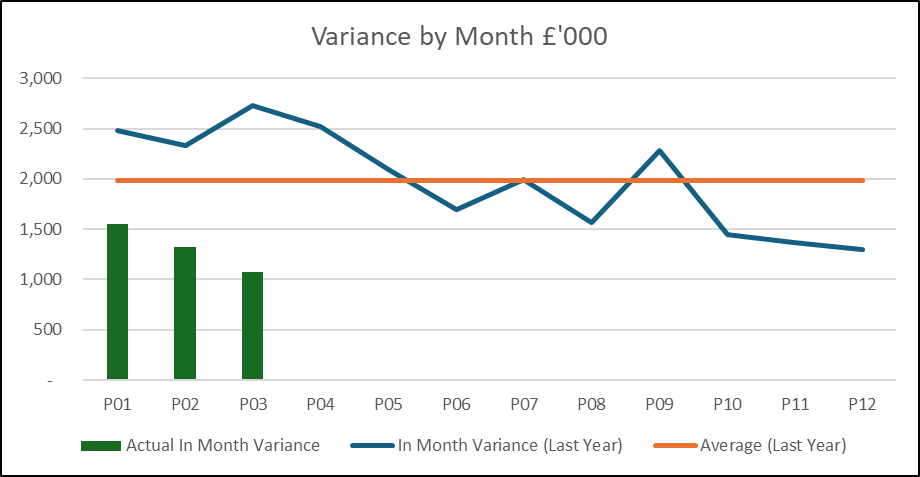 Variance by Month £'000
3,000
2,500
2,000
1,500
1,000
500
-
P01 P02 P03 P04 P05 P06 P07 P08 P09 P10 P11 P12
Actual In Month Variance In Month Variance (Last Year) Average (Last Year)